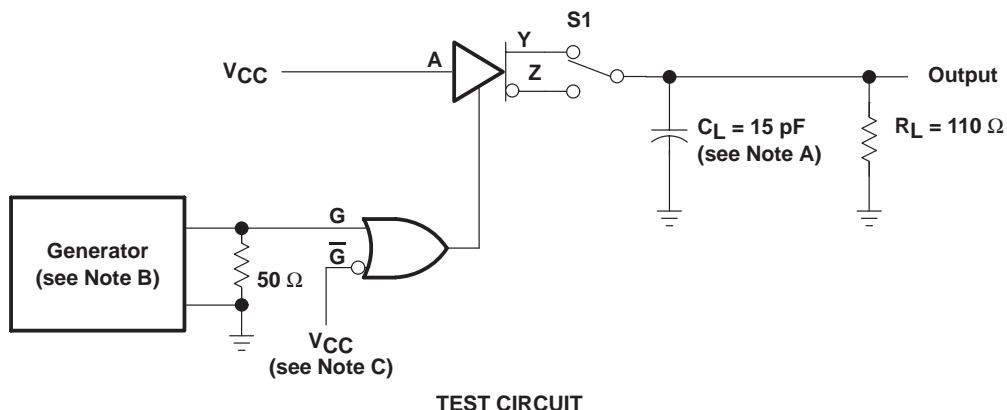 S1
Y
A
Z
VCC
Output
CL = 15 pF
(see Note A)
RL = 110 Ω
G
G̅
Generator
(see Note B)
50 Ω
VCC
(see Note C)
TEST CIRCUIT